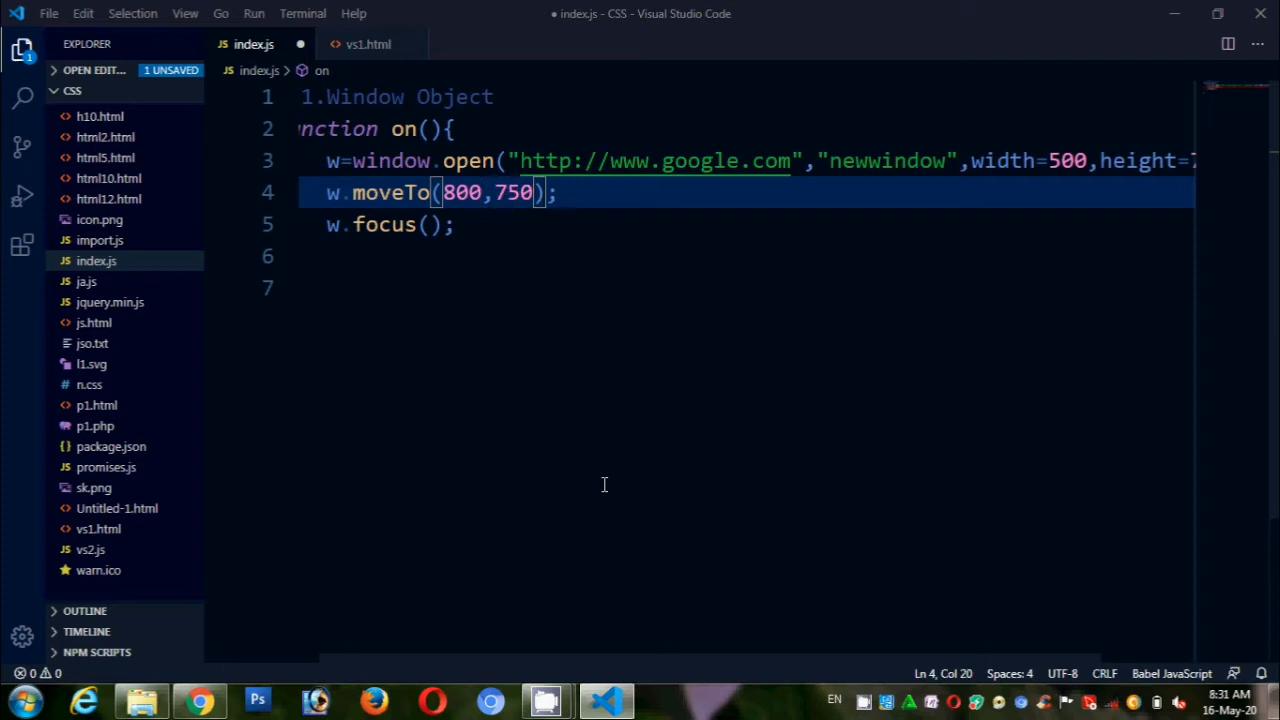 File Edit Selection View Go Run Terminal Help
● index.js - CSS - Visual Studio Code
EXPLORER
index.js ●
vs1.html
OPEN EDIT... 1 UNSAVED
index.js > on
CSS
h10.html
html2.html
html5.html
html10.html
html12.html
icon.png
import.js
index.js
ja.js
jquery.min.js
js.html
jso.txt
l1.svg
n.css
p1.html
p1.php
package.json
promises.js
sk.png
Untitled-1.html
vs1.html
vs2.js
warn.ico
OUTLINE
TIMELINE
NPM SCRIPTS
1 1.Window Object
2 nction on(){
3 w=window.open("http://www.google.com","newwindow",width=500,height=7
4 w.moveTo(800,750);
5 w.focus();
6
7
0 0
Ln 4, Col 20 Spaces: 4 UTF-8 CRLF Babel JavaScript
Ps
EN
8:31 AM
16-May-20